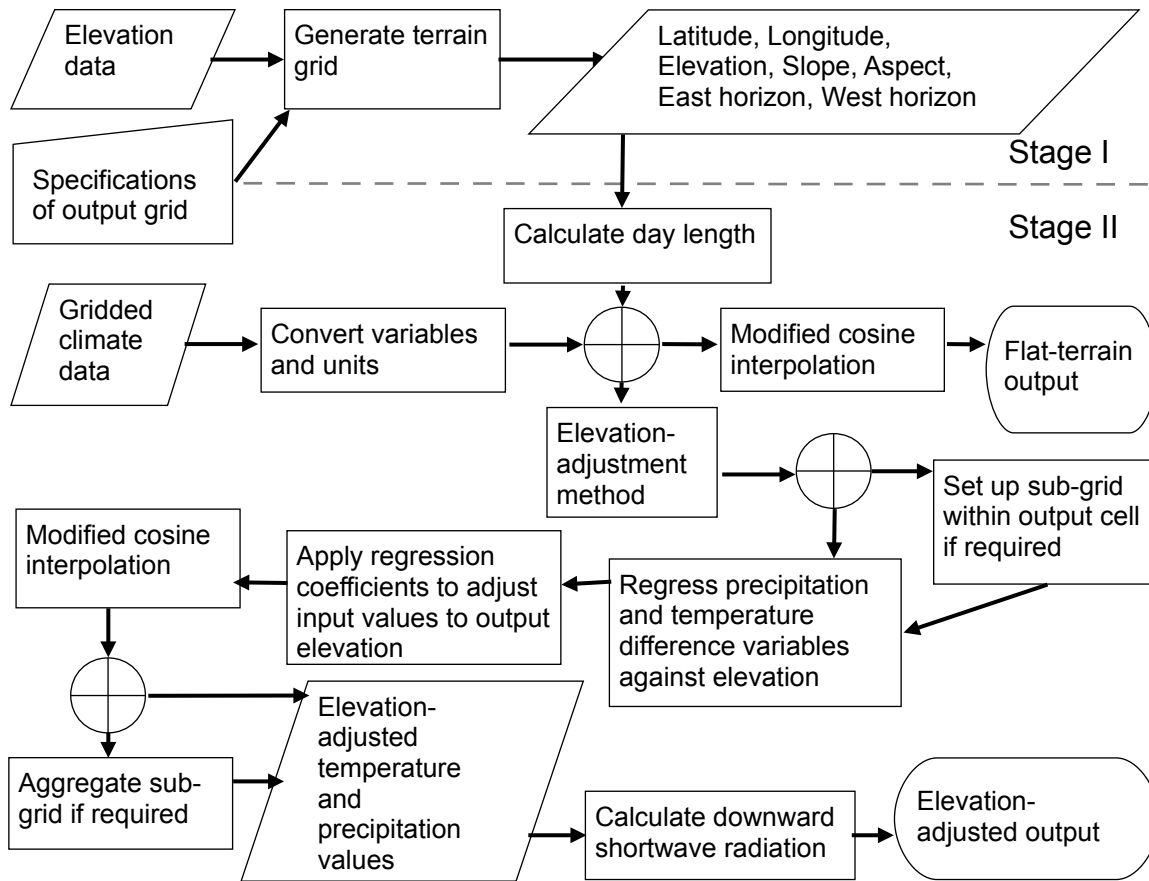 Elevation
data
Generate terrain
grid
Latitude, Longitude,
Elevation, Slope, Aspect,
East horizon, West horizon
Stage I
Specifications
of output grid
Stage II
Calculate day length
Gridded
climate
data
Convert variables
and units
Modified cosine
interpolation
Flat-terrain
output
Elevation-
adjustment
method
Set up sub-grid
within output cell
if required
Modified cosine
interpolation
Apply regression
coefficients to adjust
input values to output
elevation
Regress precipitation
and temperature
difference variables
against elevation
Aggregate sub-
grid if required
Elevation-
adjusted
temperature
and
precipitation
values
Calculate downward
shortwave radiation
Elevation-
adjusted output